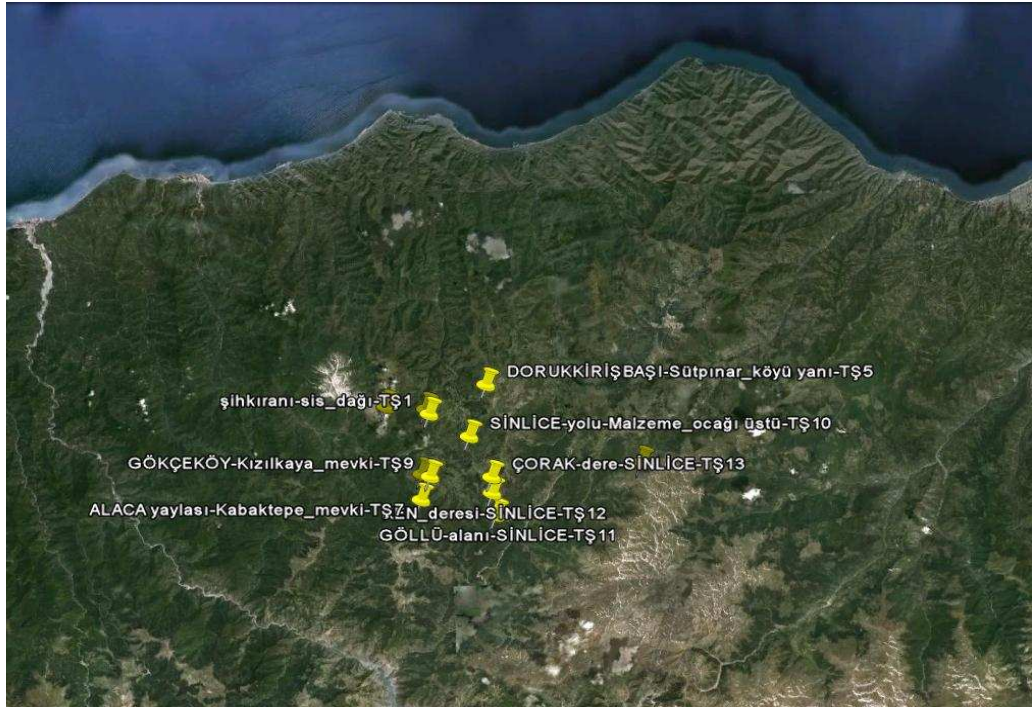 DORUKKİRİŞBAŞI-Sütpınar_köyü yanı-TŞ5
şihkıranı-sis_dağı-TŞ1
SİNLİCE-yolu-Malzeme_ocağı üstü-TŞ10
GÖKÇEKÖY-Kızılkaya_mevki-TŞ9
ÇORAK-dere-SİNLİCE-TŞ13
ALACA yaylası-Kabaktepe_mevki-TŞ7
deresi-SİNLİCE-TŞ12
GÖLLÜ-alanı-SİNLİCE-TŞ11